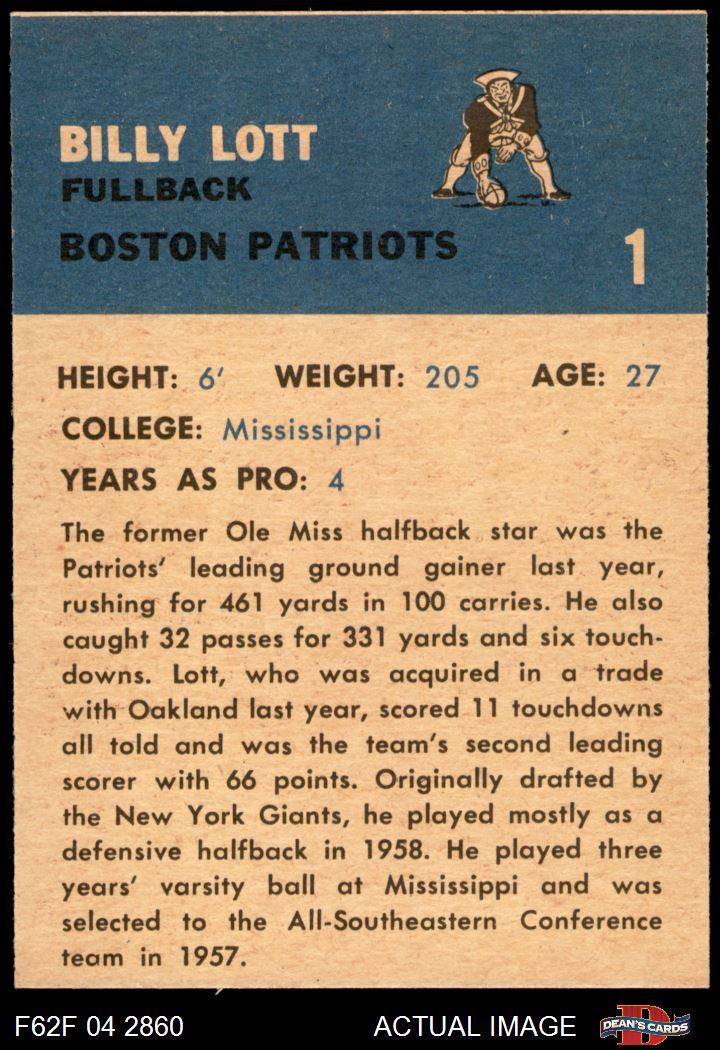 BILLY LOTT
FULLBACK
BOSTON PATRIOTS
1
HEIGHT: 6' WEIGHT: 205 AGE: 27
COLLEGE: Mississippi
YEARS AS PRO: 4
The former Ole Miss halfback star was the
Patriots' leading ground gainer last year,
rushing for 461 yards in 100 carries. He also
caught 32 passes for 331 yards and six touch-
downs. Lott, who was acquired in a trade
with Oakland last year, scored 11 touchdowns
all told and was the team's second leading
scorer with 66 points. Originally drafted by
the New York Giants, he played mostly as a
defensive halfback in 1958. He played three
years' varsity ball at Mississippi and was
selected to the All-Southeastern Conference
team in 1957.
F62F 04 2860 ACTUAL IMAGE D DEAN'S CARDS